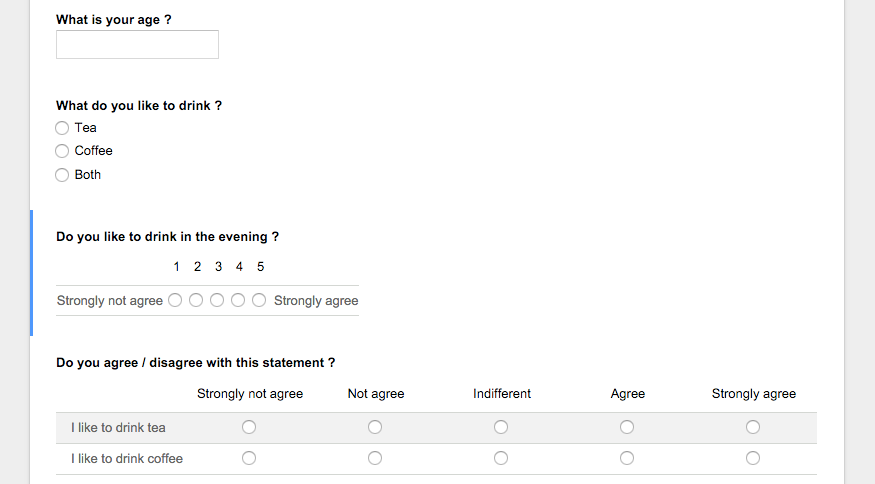 What is your age ?
What do you like to drink ?
Tea
Coffee
Both
Do you like to drink in the evening ?
1 2 3 4 5
Strongly not agree Strongly agree
Do you agree / disagree with this statement ?
Strongly not agree Not agree Indifferent Agree Strongly agree
I like to drink tea
I like to drink coffee